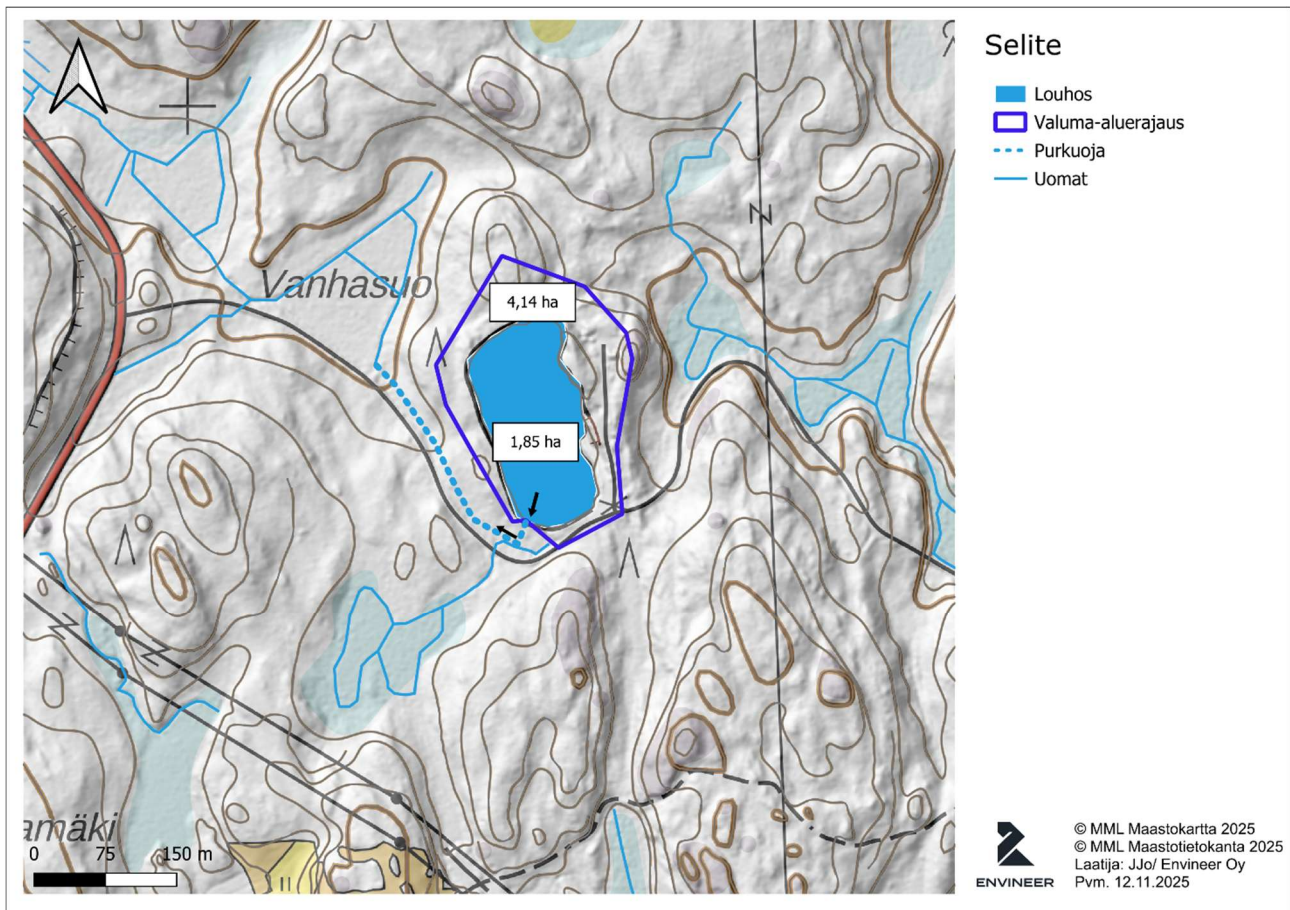 Selite
Louhos
Valuma-aluerajaus
Purkuoja
Uomat
Vanhasuo
4,14 ha
1,85 ha
amäki
0 75 150 m
ENVINEER
© MML Maastokartta 2025
© MML Maastotietokanta 2025
Laatija: JJo/ Envineer Oy
Pvm. 12.11.2025